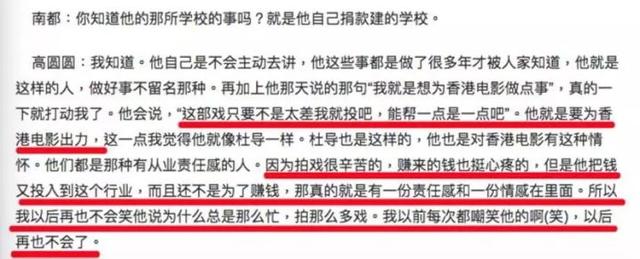 南都：你知道他的那所学校的事吗？就是他自己捐款建的学校。
高圆圆：我知道。他自己是不会主动去讲，他这些事都是做了很多年才被人家知道，他就是
这样的人，做好事不留名那种。再加上他那天说的那句“我就是想为香港电影做点事”，真的一
下就打动我了。他会说，“这部戏只要不是太差我就投吧，能帮一点是一点吧”。他就是要为香
港电影出力，这一点我觉得他就像杜导一样。杜导也是这样的，他也是对香港电影有这种情
怀。他们都是那种有从业责任感的人。因为拍戏很辛苦的，赚来的钱也挺心疼的，但是他把钱
又投入到这个行业，而且还不是为了赚钱，那真的就是有一份责任感和一份情感在里面。所以
我以后再也不会笑他说为什么总是那么忙，拍那么多戏。我以前每次都嘲笑他的啊(笑)，以后
再也不会了。